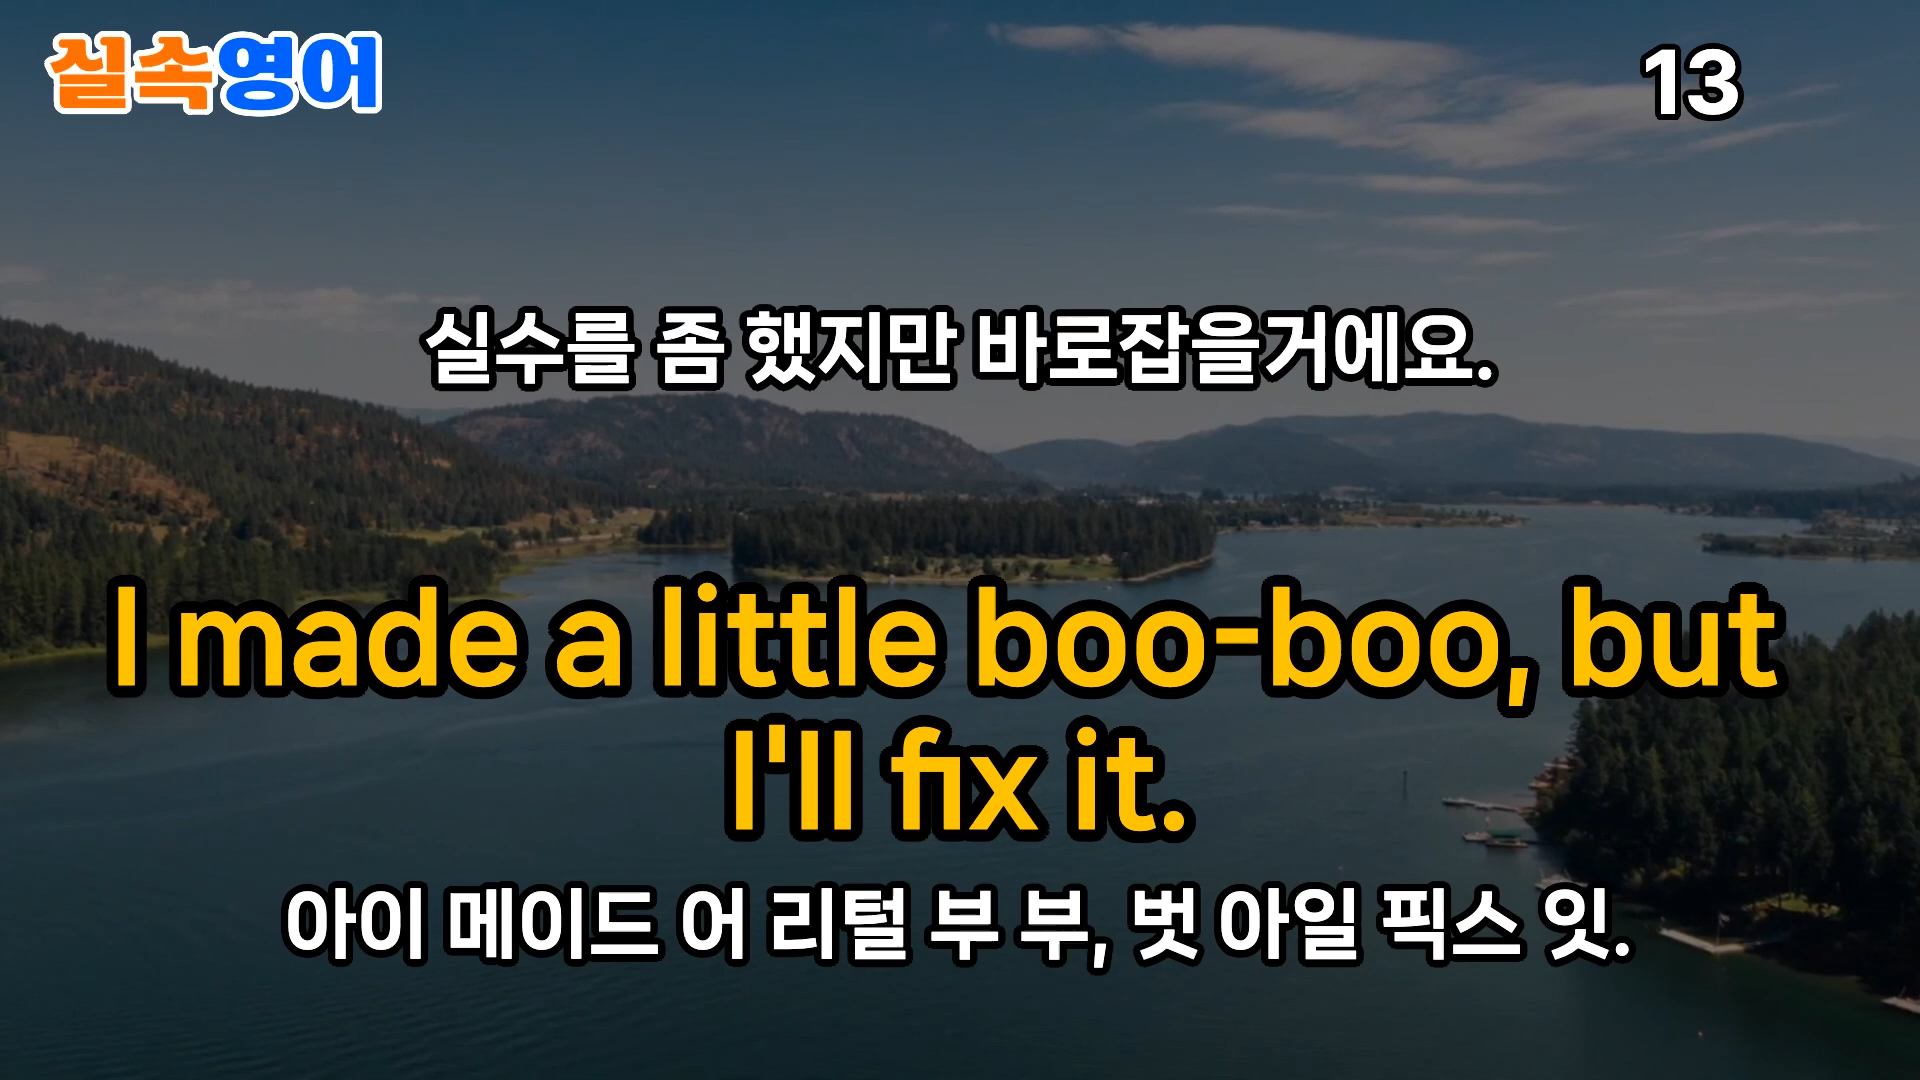 실속영어
13
실수를 좀 했지만 바로잡을거에요.
I made a little boo-boo, but
I'll fix it.
아이 메이드 어 리털 부 부, 벗 아일 픽스 잇.